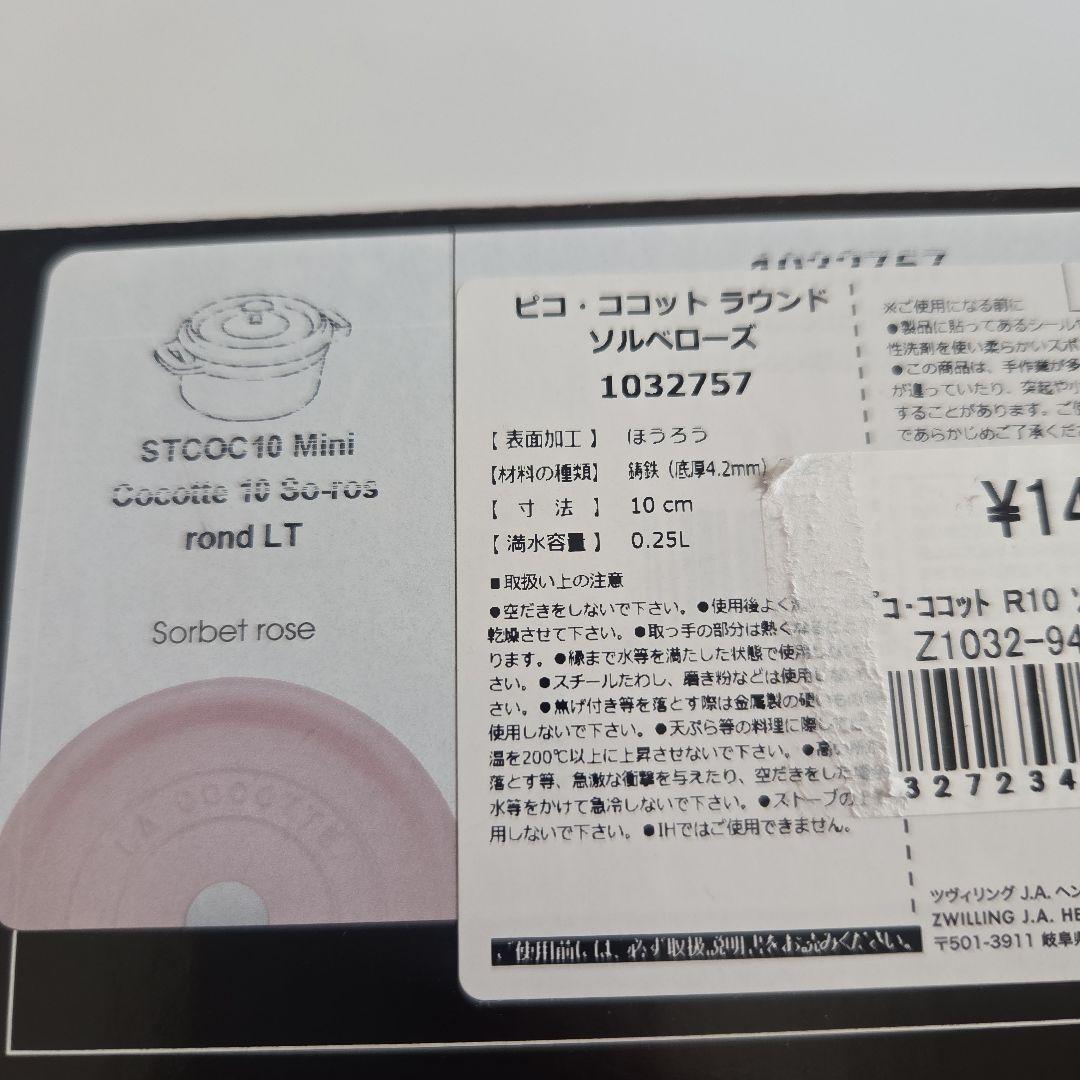 STCOC10 Mini
Cocotte 10 So-ros
rond LT
Sorbet rose
LA COCOTTE
1032757
ピコ・ココット ラウンド
ソルベローズ
1032757
【 表面加工 】 ほうろう
【材料の種類】 鋳鉄（底厚4.2mm）
【 寸 法 】 10 cm
【 満水容量 】 0.25L
■取扱い上の注意
●空だきをしないで下さい。●使用後よく
乾燥させて下さい。●取っ手の部分は熱くな
ります。●縁まで水等を満たした状態で使用
さい。●スチールたわし、磨き粉などは使用し
さい。●焦げ付き等を落とす際は金属製の硬い
使用しないで下さい。●天ぷら等の料理に際して
温を200℃以上に上昇させないで下さい。●高い
落とす等、急激な衝撃を与えたり、空だきをした
水等をかけて急冷しないで下さい。●ストーブの上
用しないで下さい。●IHではご使用できません。
ご使用前には、必ず取扱説明書をお読みください。
※ご使用になる前に
●製品に貼ってあるシール
性洗剤を使い柔らかいスポ
●この商品は、手作業が多
が違っていたり、突起や小
することがあります。ご使
であらかじめご了承くだ
¥14
ピコ・ココット R10 ソ
Z1032-94
327234
ツヴィリング J.A. ヘン
ZWILLING J.A. HE
〒501-3911 岐阜県